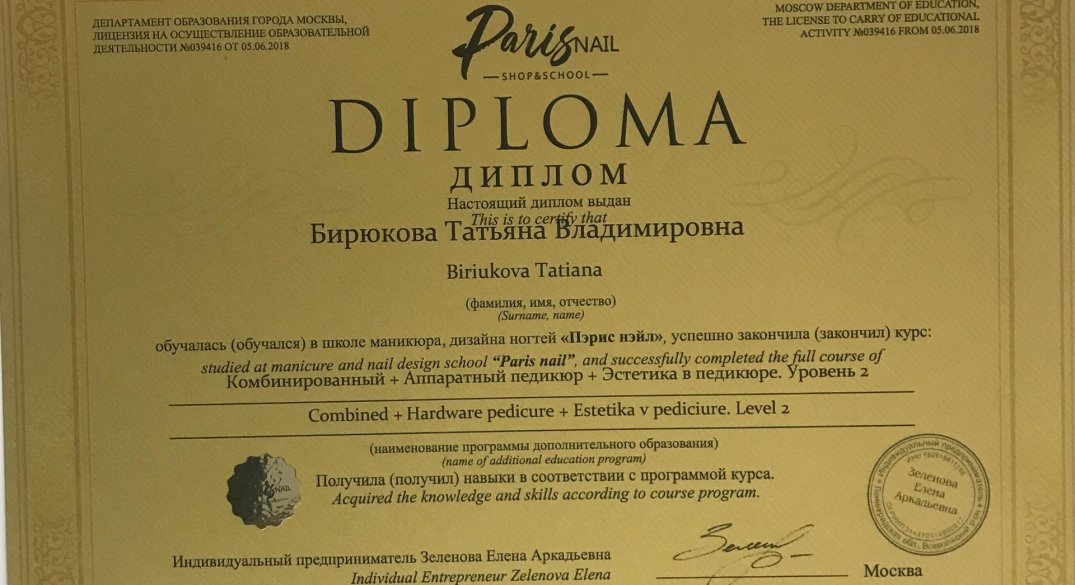 ДЕПАРТАМЕНТ ОБРАЗОВАНИЯ ГОРОДА МОСКВЫ,
ЛИЦЕНЗИЯ НА ОСУЩЕСТВЛЕНИЕ ОБРАЗОВАТЕЛЬНОЙ
ДЕЯТЕЛЬНОСТИ №039416 ОТ 05.06.2018
MOSCOW DEPARTMENT OF EDUCATION,
THE LICENSE TO CARRY OF EDUCATIONAL
ACTIVITY №039416 FROM 05.06.2018
Paris NAIL
SHOP&SCHOOL
DIPLOMA
ДИПЛОМ
Настоящий диплом выдан
This is to certify that
Бирюкова Татьяна Владимировна
Biriukova Tatiana
(фамилия, имя, отчество)
(Surname, name)
обучалась (обучался) в школе маникюра, дизайна ногтей «Пэрис нэйл», успешно закончила (закончил) курс:
studied at manicure and nail design school “Paris nail”, and successfully completed the full course of
Комбинированный + Аппаратный педикюр + Эстетика в педикюре. Уровень 2
Combined + Hardware pedicure + Estetika v pediciure. Level 2
(наименование программы дополнительного образования)
(name of additional education program)
Получила (получил) навыки в соответствии с программой курса.
Acquired the knowledge and skills according to course program.
NAIL
Индивидуальный предприниматель
Зеленова
Елена
Аркадьевна
Ленинградская обл., Всеволожский
Индивидуальный предприниматель Зеленова Елена Аркадьевна
Individual Entrepreneur Zelenova Elena
Москва